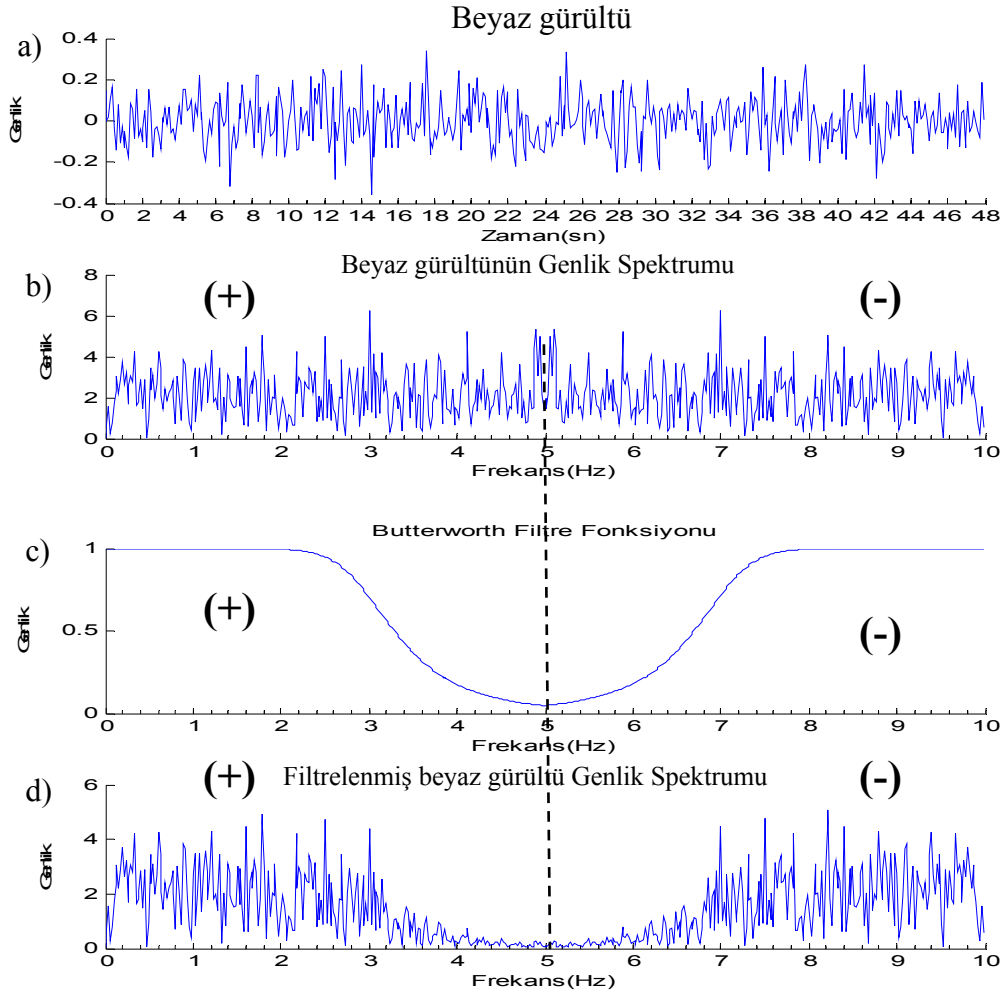 Beyaz gürültü
a)
0.4
0.2
0
-0.2
-0.4
Genlik
0 2 4 6 8 10 12 14 16 18 20 22 24 26 28 30 32 34 36 38 40 42 44 46 48
Zaman(sn)
Beyaz gürültünün Genlik Spektrumu
b)
(+)
(-)
8
6
4
2
0
Genlik
0 1 2 3 4 5 6 7 8 9 10
Frekans(Hz)
Butterworth Filtre Fonksiyonu
c)
(+)
(-)
1
0.5
0
Genlik
0 1 2 3 4 5 6 7 8 9 10
Frekans(Hz)
(+)
Filtrelenmiş beyaz gürültü Genlik Spektrumu
(-)
d)
6
4
2
0
Genlik
0 1 2 3 4 5 6 7 8 9 10
Frekans(Hz)